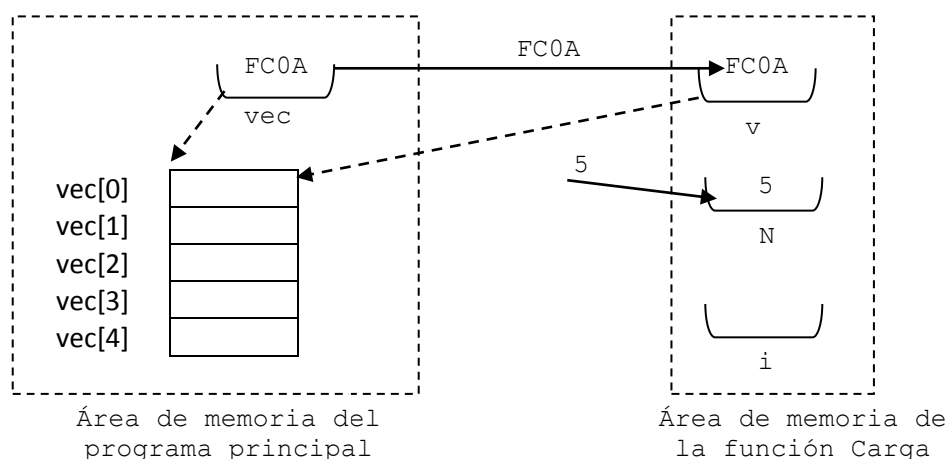 FC0A
FC0A
FC0A
vec
v
5
vec[0]
5
vec[1]
N
vec[2]
vec[3]
vec[4]
i
Área de memoria del
programa principal
Área de memoria de
la función Carga